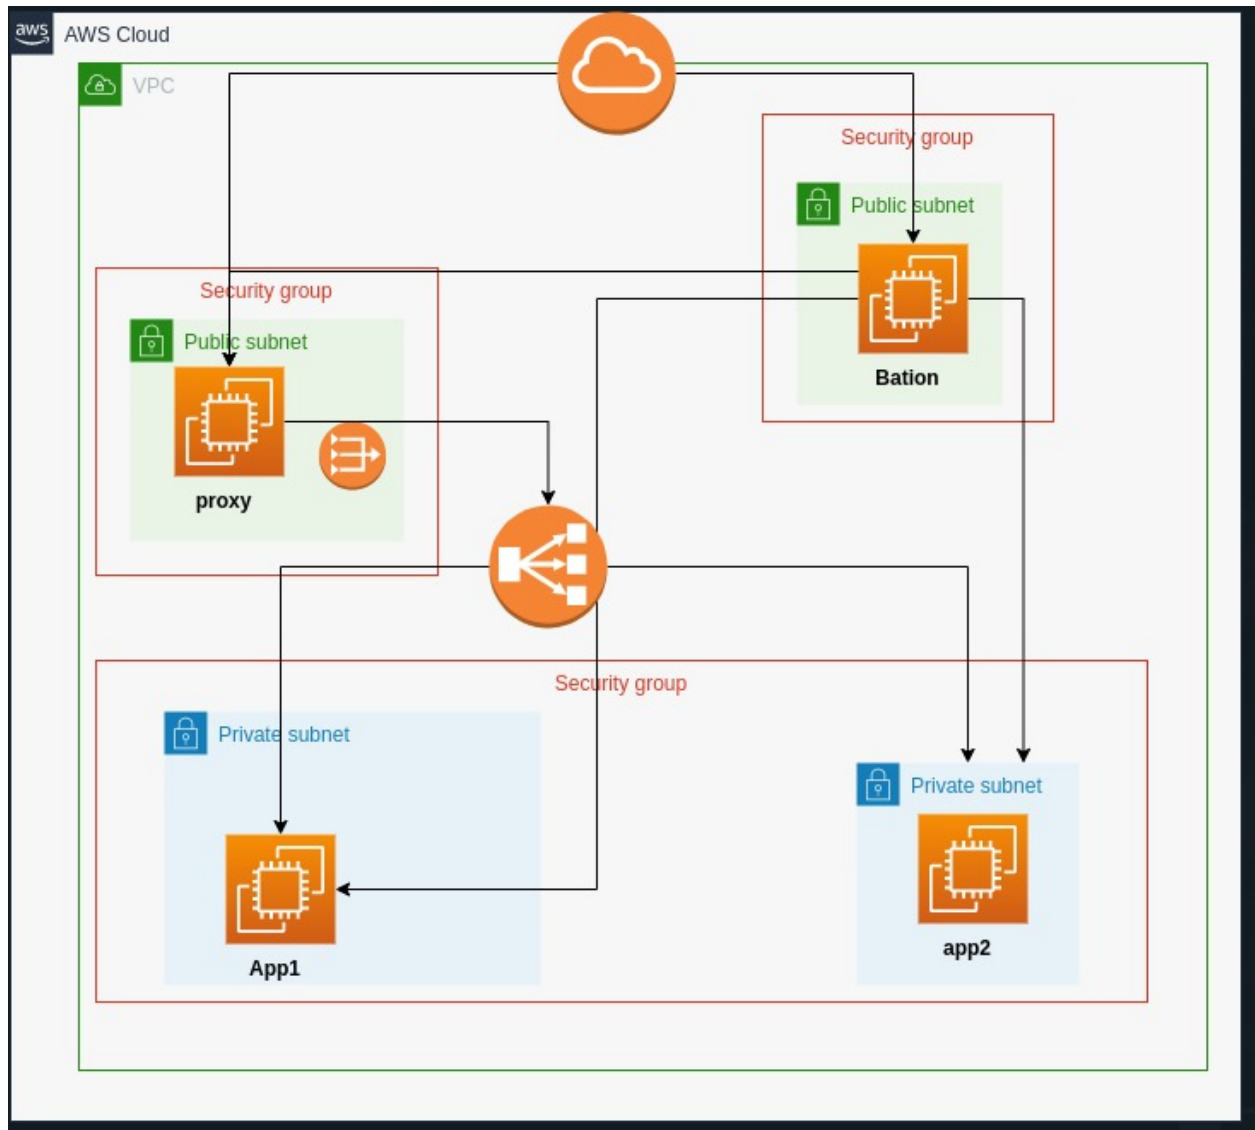 aws
AWS Cloud
VPC
Security group
Public subnet
Bation
Security group
Public subnet
proxy
Security group
Private subnet
App1
Private subnet
app2